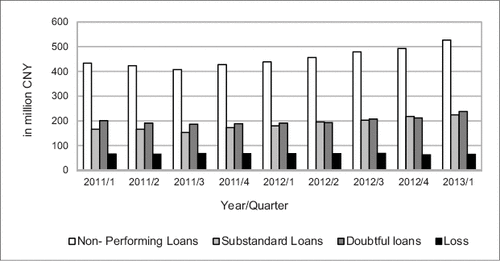 600
500
400
300
200
100
0
in million CNY
2011/1 2011/2 2011/3 2011/4 2012/1 2012/2 2012/3 2012/4 2013/1
Year/Quarter
Non- Performing Loans Substandard Loans Doubtful loans Loss